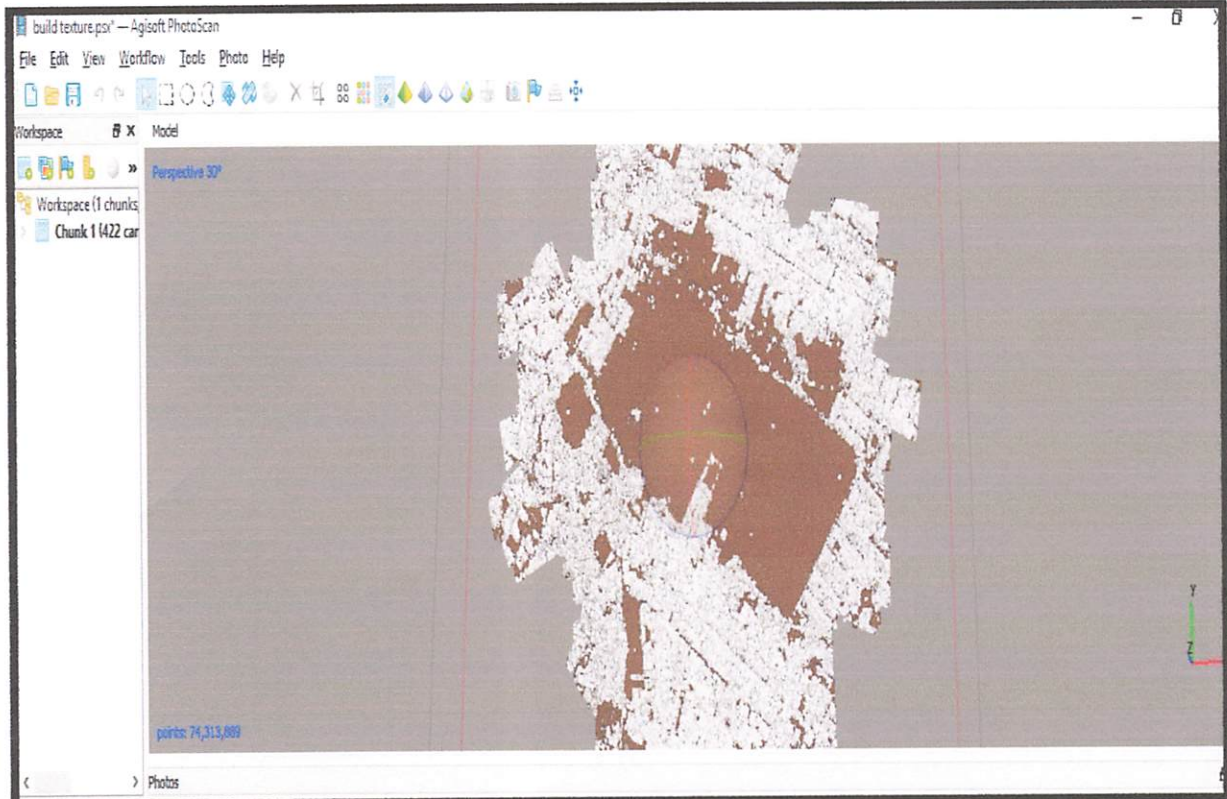 build texture.psx* — Agisoft PhotoScan
File Edit View Workflow Tools Photo Help
Workspace
Model
Perspective 30°
Workspace (1 chunks,
Chunk 1 (422 car
points: 74,313,889
Y
Z
Photos